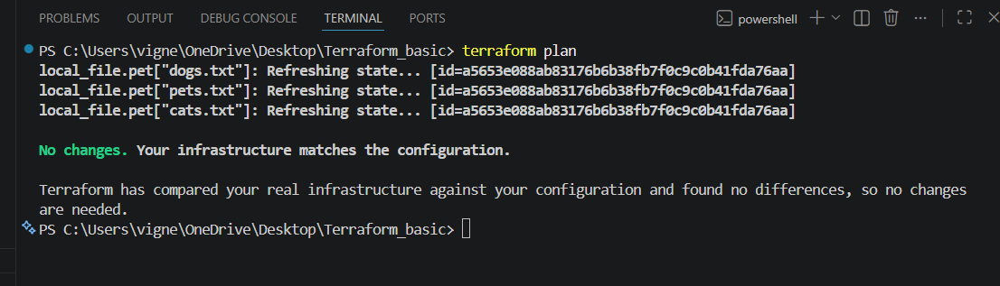 PROBLEMS OUTPUT DEBUG CONSOLE TERMINAL PORTS powershell
PS C:\Users\vigne\OneDrive\Desktop\Terraform_basic> terraform plan
local_file.pet["dogs.txt"]: Refreshing state... [id=a5653e088ab83176b6b38fb7f0c9c0b41fda76aa]
local_file.pet["pets.txt"]: Refreshing state... [id=a5653e088ab83176b6b38fb7f0c9c0b41fda76aa]
local_file.pet["cats.txt"]: Refreshing state... [id=a5653e088ab83176b6b38fb7f0c9c0b41fda76aa]
No changes. Your infrastructure matches the configuration.
Terraform has compared your real infrastructure against your configuration and found no differences, so no changes
are needed.
PS C:\Users\vigne\OneDrive\Desktop\Terraform_basic>